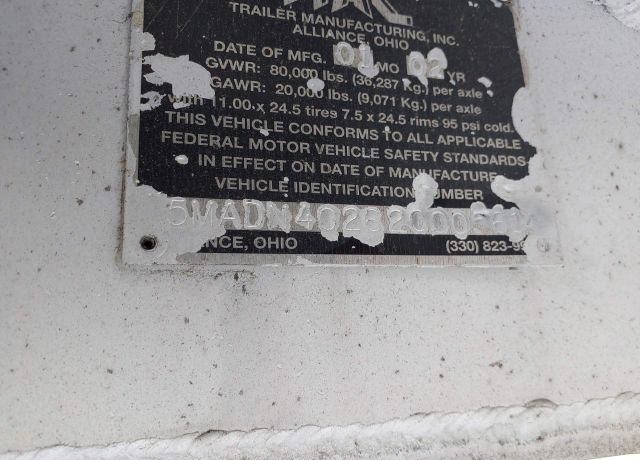 TRAILER MANUFACTURING, INC.
ALLIANCE, OHIO
DATE OF MFG. 01 MO 02 YR
GVWR: 80,000 lbs. (36,287 Kg.) per axle
GAWR: 20,000 lbs. (9,071 Kg.) per axle
with 11.00 x 24.5 tires 7.5 x 24.5 rims 95 psi cold.
THIS VEHICLE CONFORMS TO ALL APPLICABLE
FEDERAL MOTOR VEHICLE SAFETY STANDARDS
IN EFFECT ON DATE OF MANUFACTURE.
VEHICLE IDENTIFICATION NUMBER
OHIO